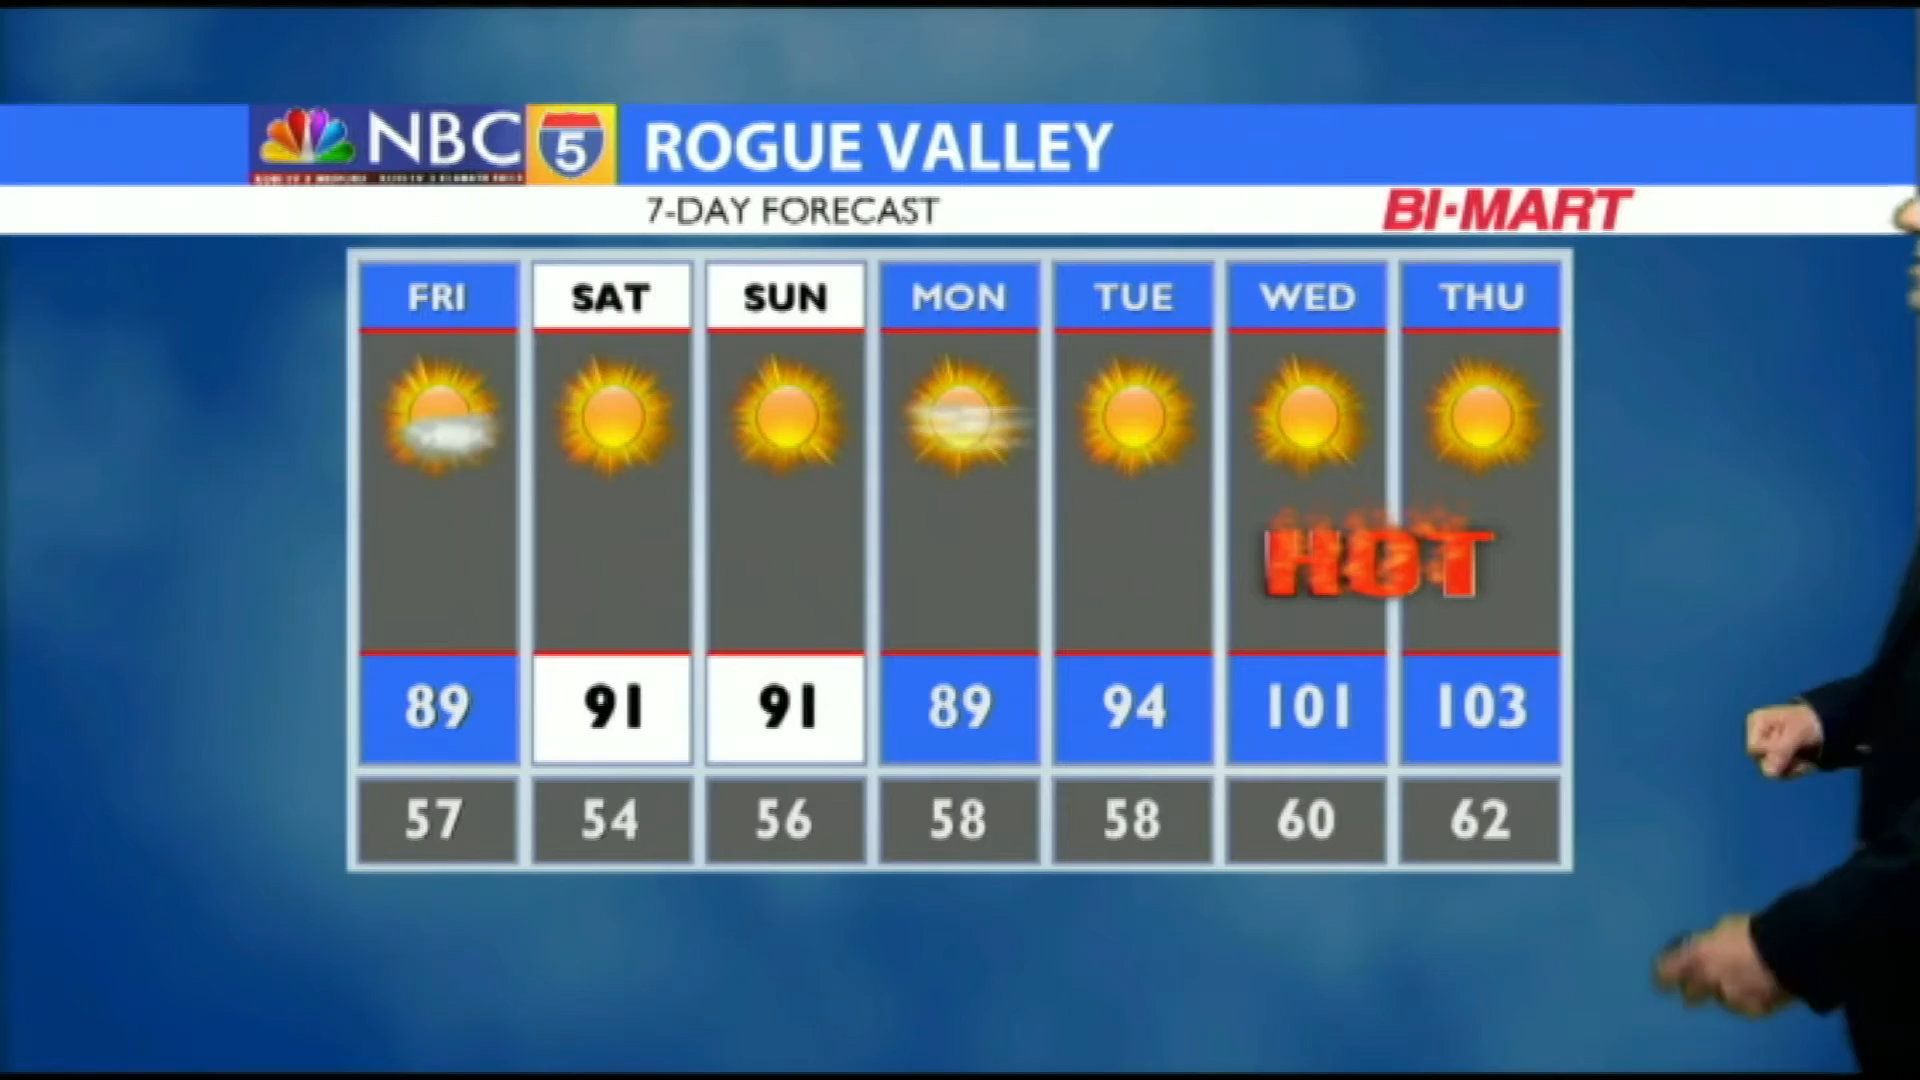 NBC 5 ROGUE VALLEY
7-DAY FORECAST BI-MART
FRI SAT SUN MON TUE WED THU
HOT
89 91 91 89 94 101 103
57 54 56 58 58 60 62